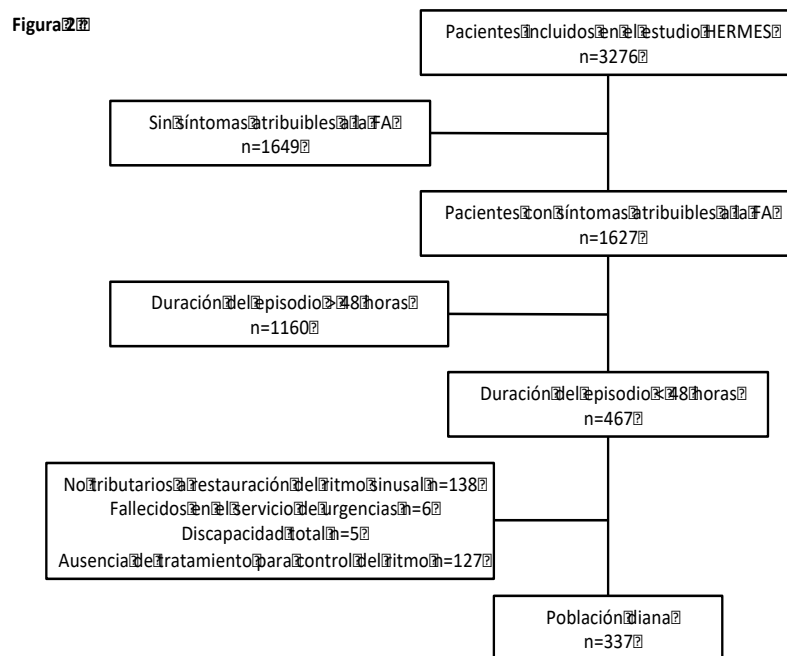 Figura 2
Pacientes incluidos en el estudio HERMES
n=3276
Sin síntomas atribuibles a la FA
n=1649
Pacientes con síntomas atribuibles a la FA
n=1627
Duración del episodio > 48 horas
n=1160
Duración del episodio < 48 horas
n=467
No tributarios a restauración del ritmo sinusal n=138
Fallecidos en el servicio de urgencias n=6
Discapacidad total n=5
Ausencia de tratamiento para control del ritmo n=127
Población diana
n=337